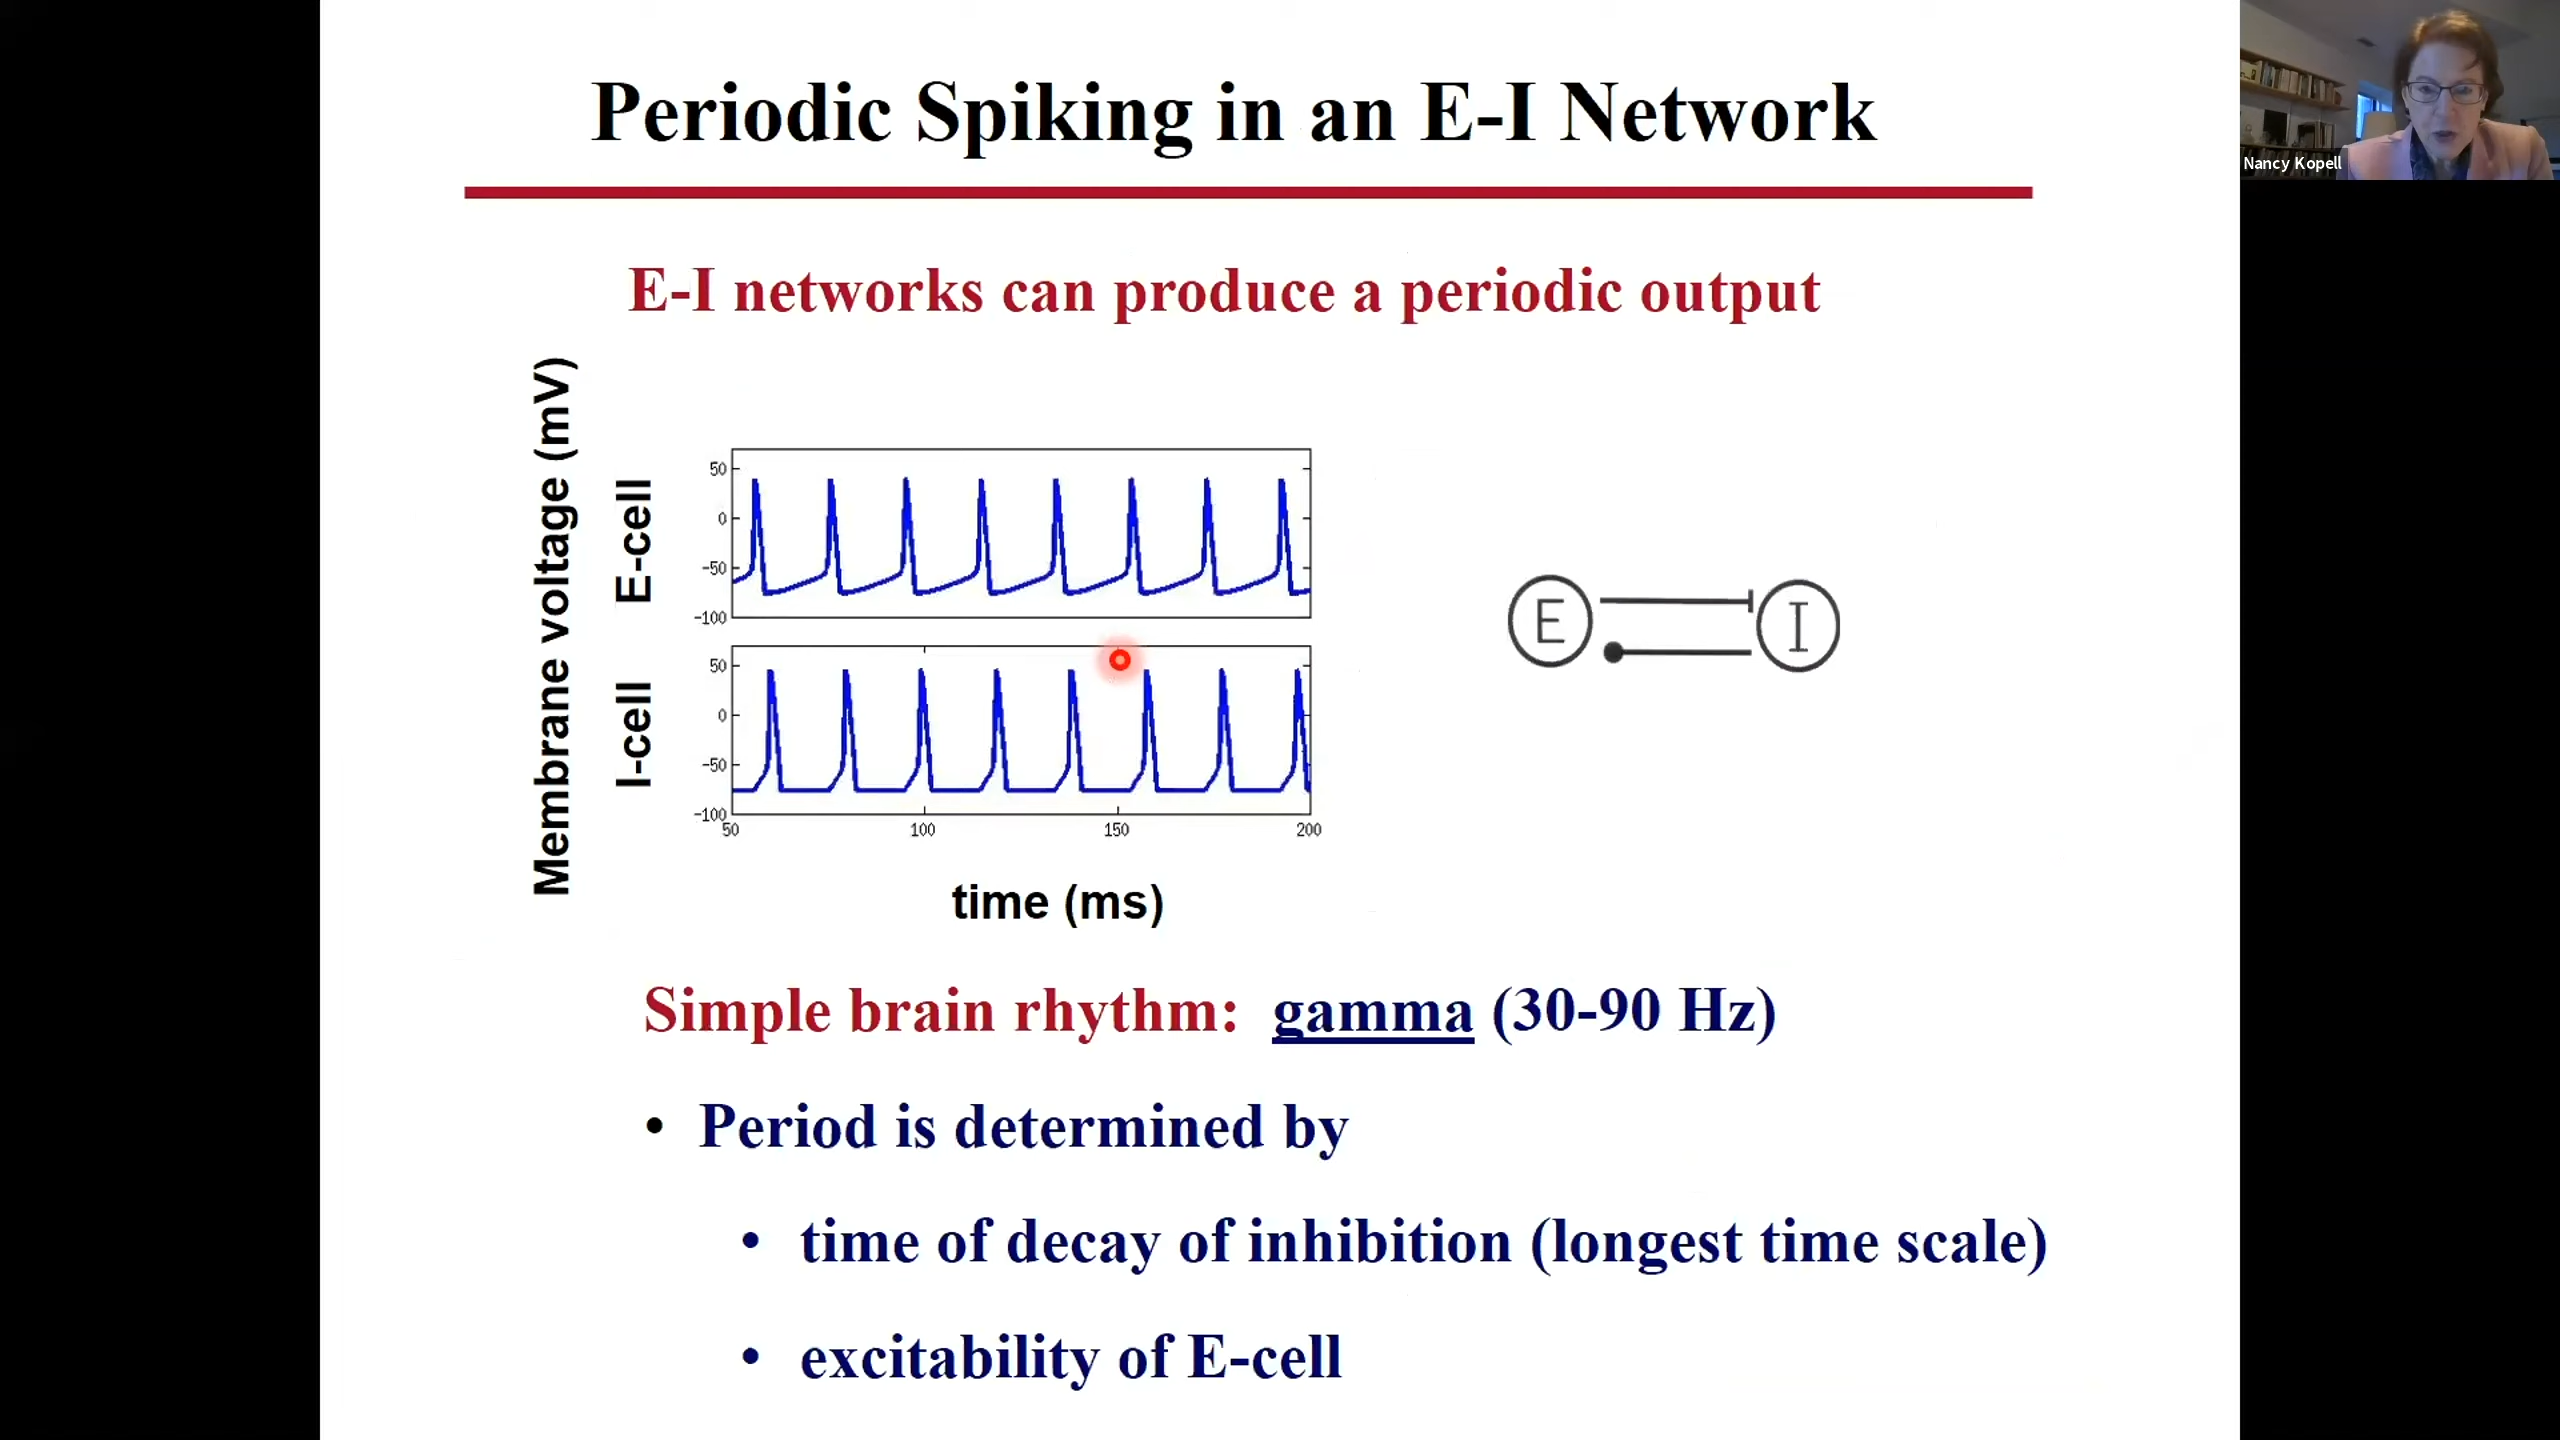 Periodic Spiking in an E-I Network
Nancy Kopell
E-I networks can produce a periodic output
Membrane voltage (mV)
E-cell
50
0
-50
-100
I-cell
50
0
-50
-100
50 100 150 200
time (ms)
E I
Simple brain rhythm: gamma (30-90 Hz)
• Period is determined by
• time of decay of inhibition (longest time scale)
• excitability of E-cell